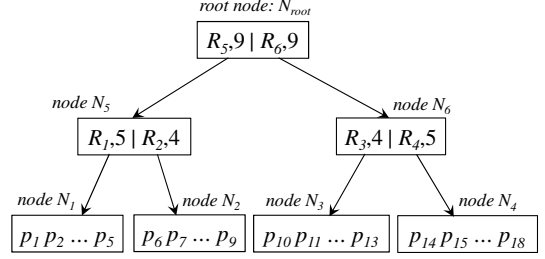 root node: N_root
R_5,9 | R_6,9
node N_5
node N_6
R_1,5 | R_2,4
R_3,4 | R_4,5
node N_1
node N_2
node N_3
node N_4
p_1 p_2 ... p_5
p_6 p_7 ... p_9
p_10 p_11 ... p_13
p_14 p_15 ... p_18